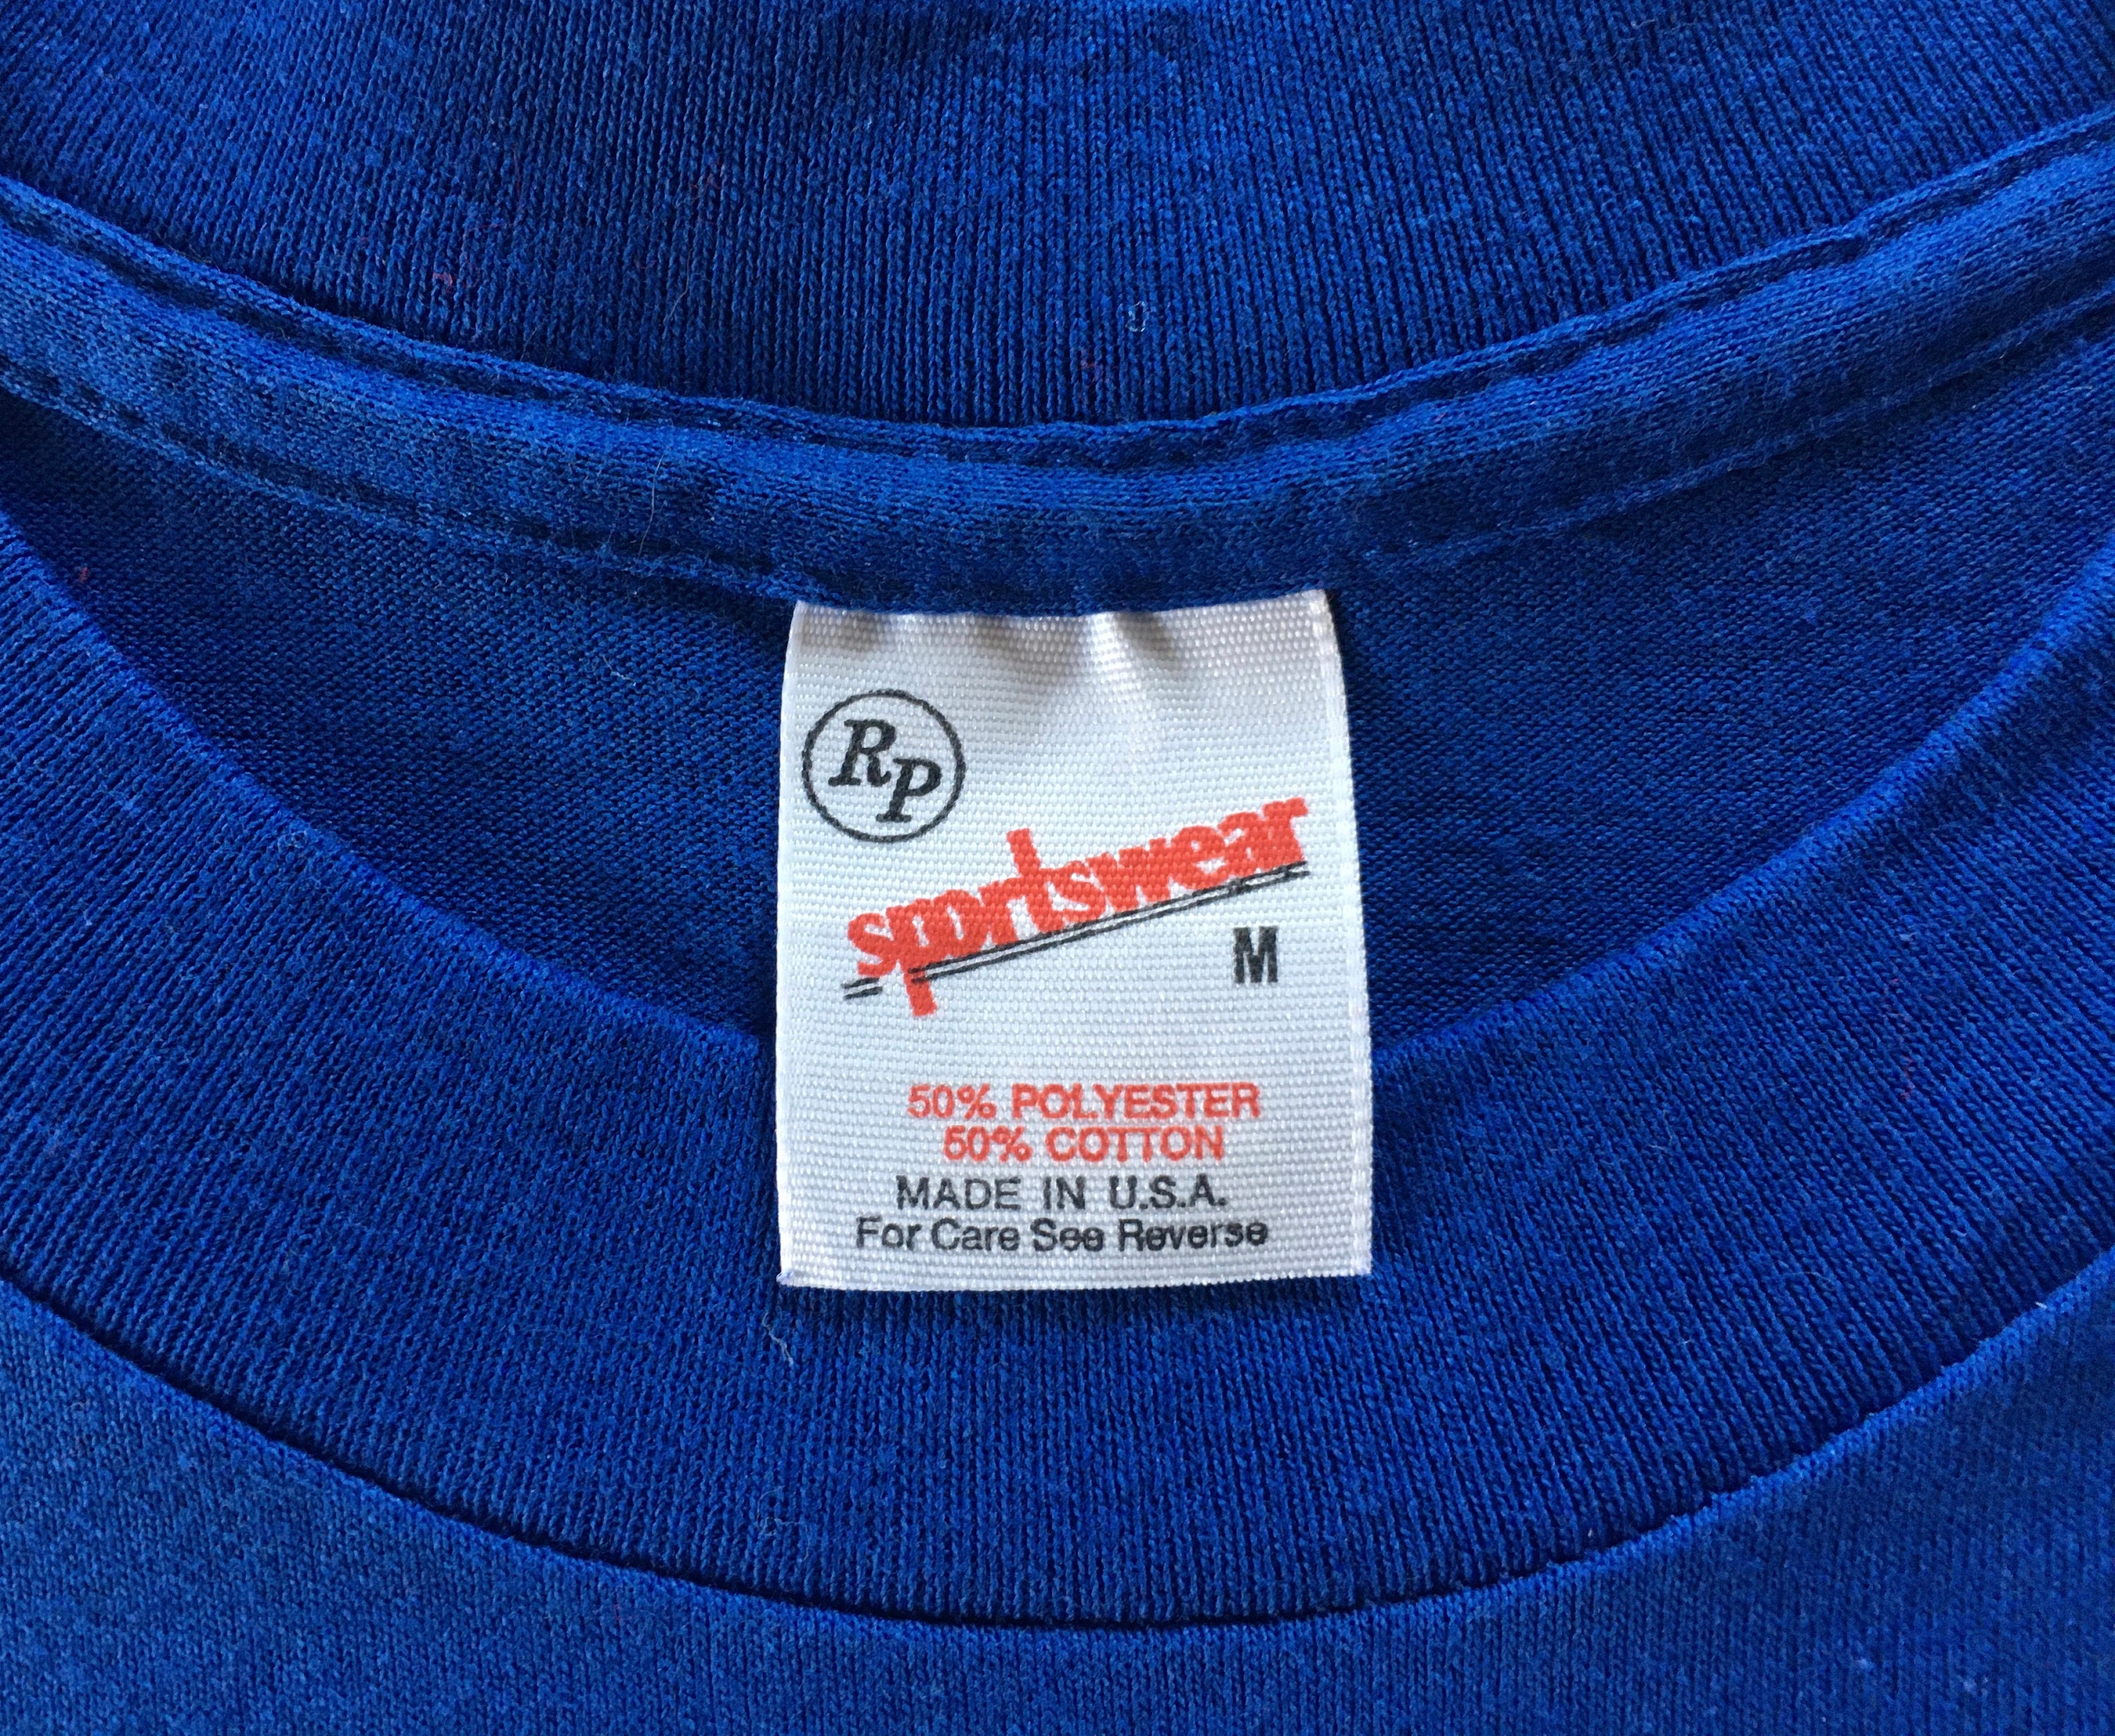 RP
sportswear
M
50% POLYESTER
50% COTTON
MADE IN U.S.A.
For Care See Reverse